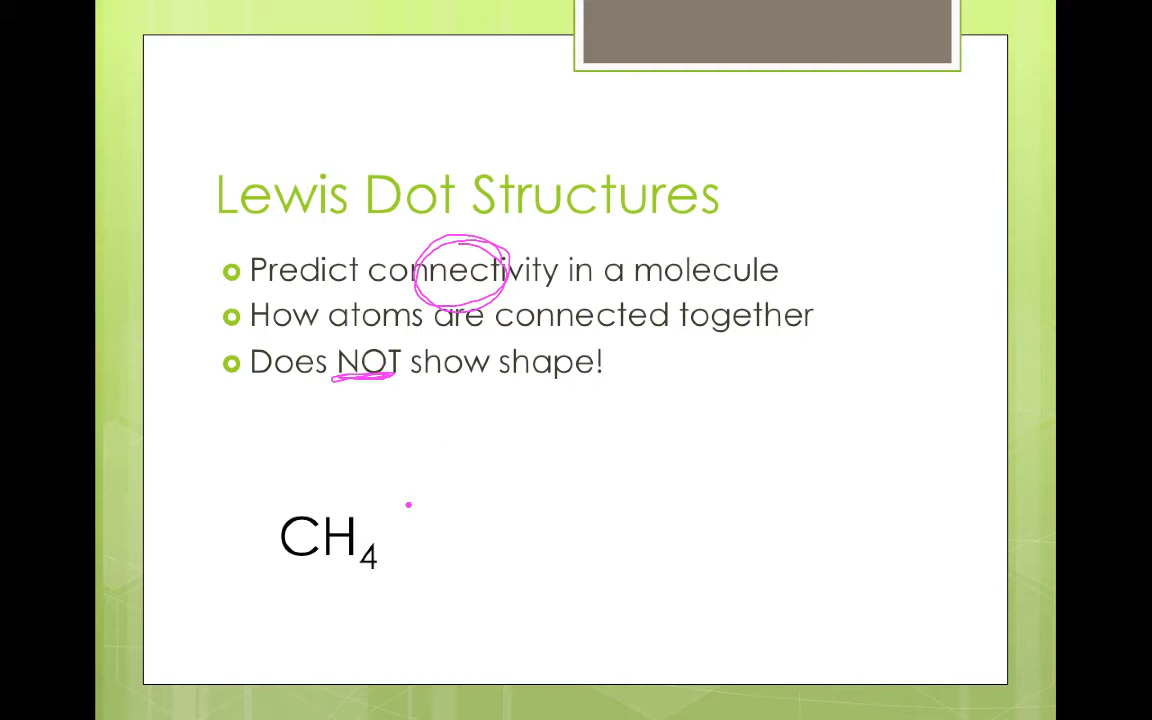 Lewis Dot Structures
Predict connectivity in a molecule
How atoms are connected together
Does NOT show shape!
CH₄